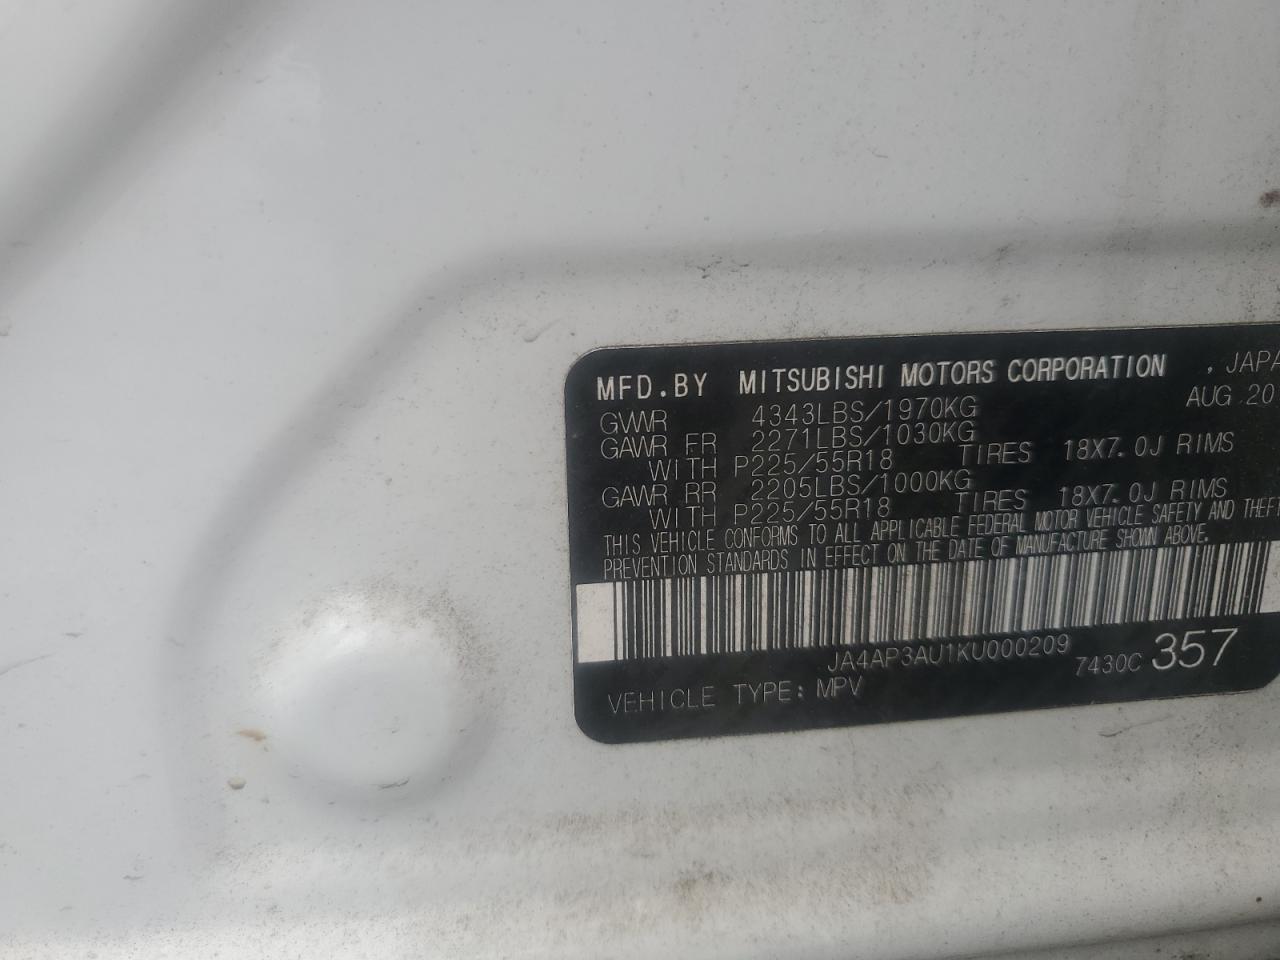 MFD.BY MITSUBISHI MOTORS CORPORATION , JAPA
GVWR 4343LBS/1970KG AUG 20
GAWR FR 2271LBS/1030KG
WITH P225/55R18 TIRES 18X7.0J RIMS
GAWR RR 2205LBS/1000KG
WITH P225/55R18 TIRES 18X7.0J RIMS
THIS VEHICLE CONFORMS TO ALL APPLICABLE FEDERAL MOTOR VEHICLE SAFETY AND THEFT
PREVENTION STANDARDS IN EFFECT ON THE DATE OF MANUFACTURE SHOWN ABOVE.
JA4AP3AU1KU000209 7430C 357
VEHICLE TYPE: MPV